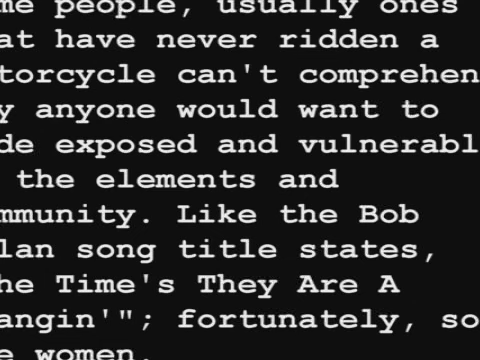 me people, usually ones
at have never ridden a
torcycle can't comprehen
y anyone would want to
de exposed and vulnerabl
the elements and
mmunity. Like the Bob
lan song title states,
he Time's They Are A
angin'"; fortunately, so
e women.